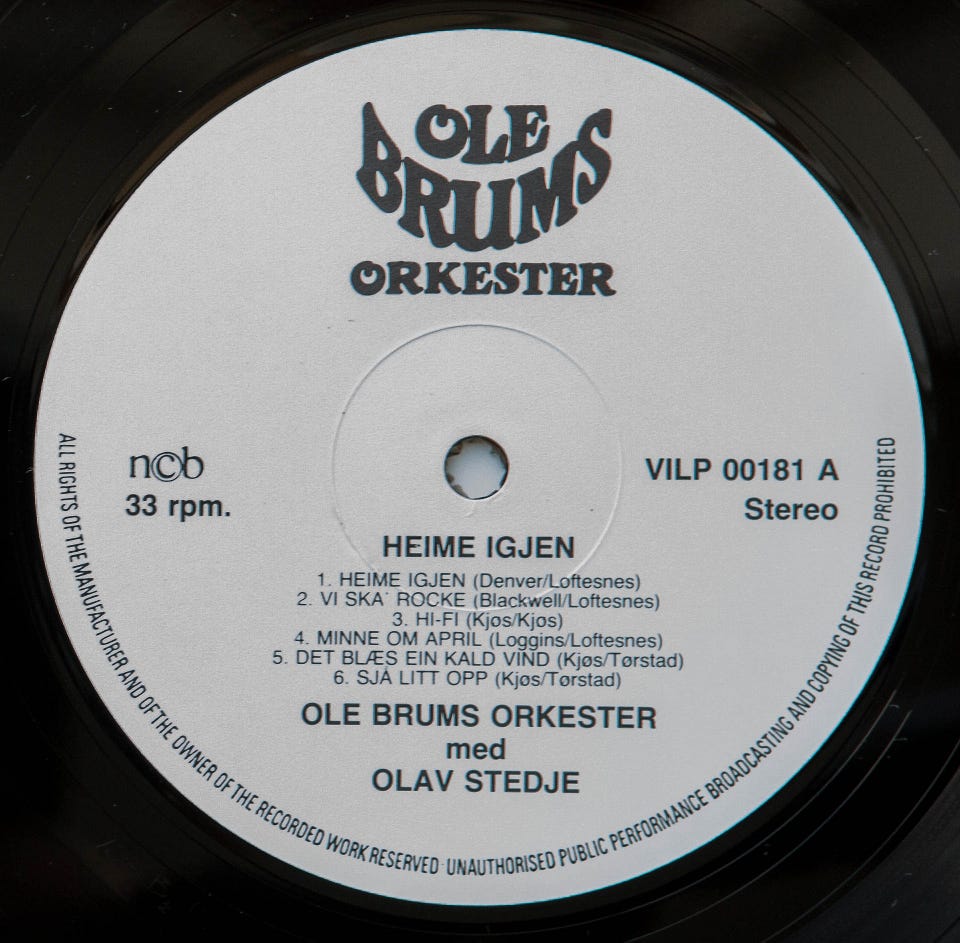 OLE
BRUMS
ORKESTER
ncb
33 rpm.
VILP 00181 A
Stereo
HEIME IGJEN
1. HEIME IGJEN (Denver/Loftesnes)
2. VI SKA' ROCKE (Blackwell/Loftesnes)
3. HI-FI (Kjøs/Kjøs)
4. MINNE OM APRIL (Loggins/Loftesnes)
5. DET BLÆS EIN KALD VIND (Kjøs/Tørstad)
6. SJÅ LITT OPP (Kjøs/Tørstad)
OLE BRUMS ORKESTER
med
OLAV STEDJE
ALL RIGHTS OF THE MANUFACTURER AND OF THE OWNER OF THE RECORDED WORK RESERVED · UNAUTHORISED PUBLIC PERFORMANCE BROADCASTING AND COPYING OF THIS RECORD PROHIBITED